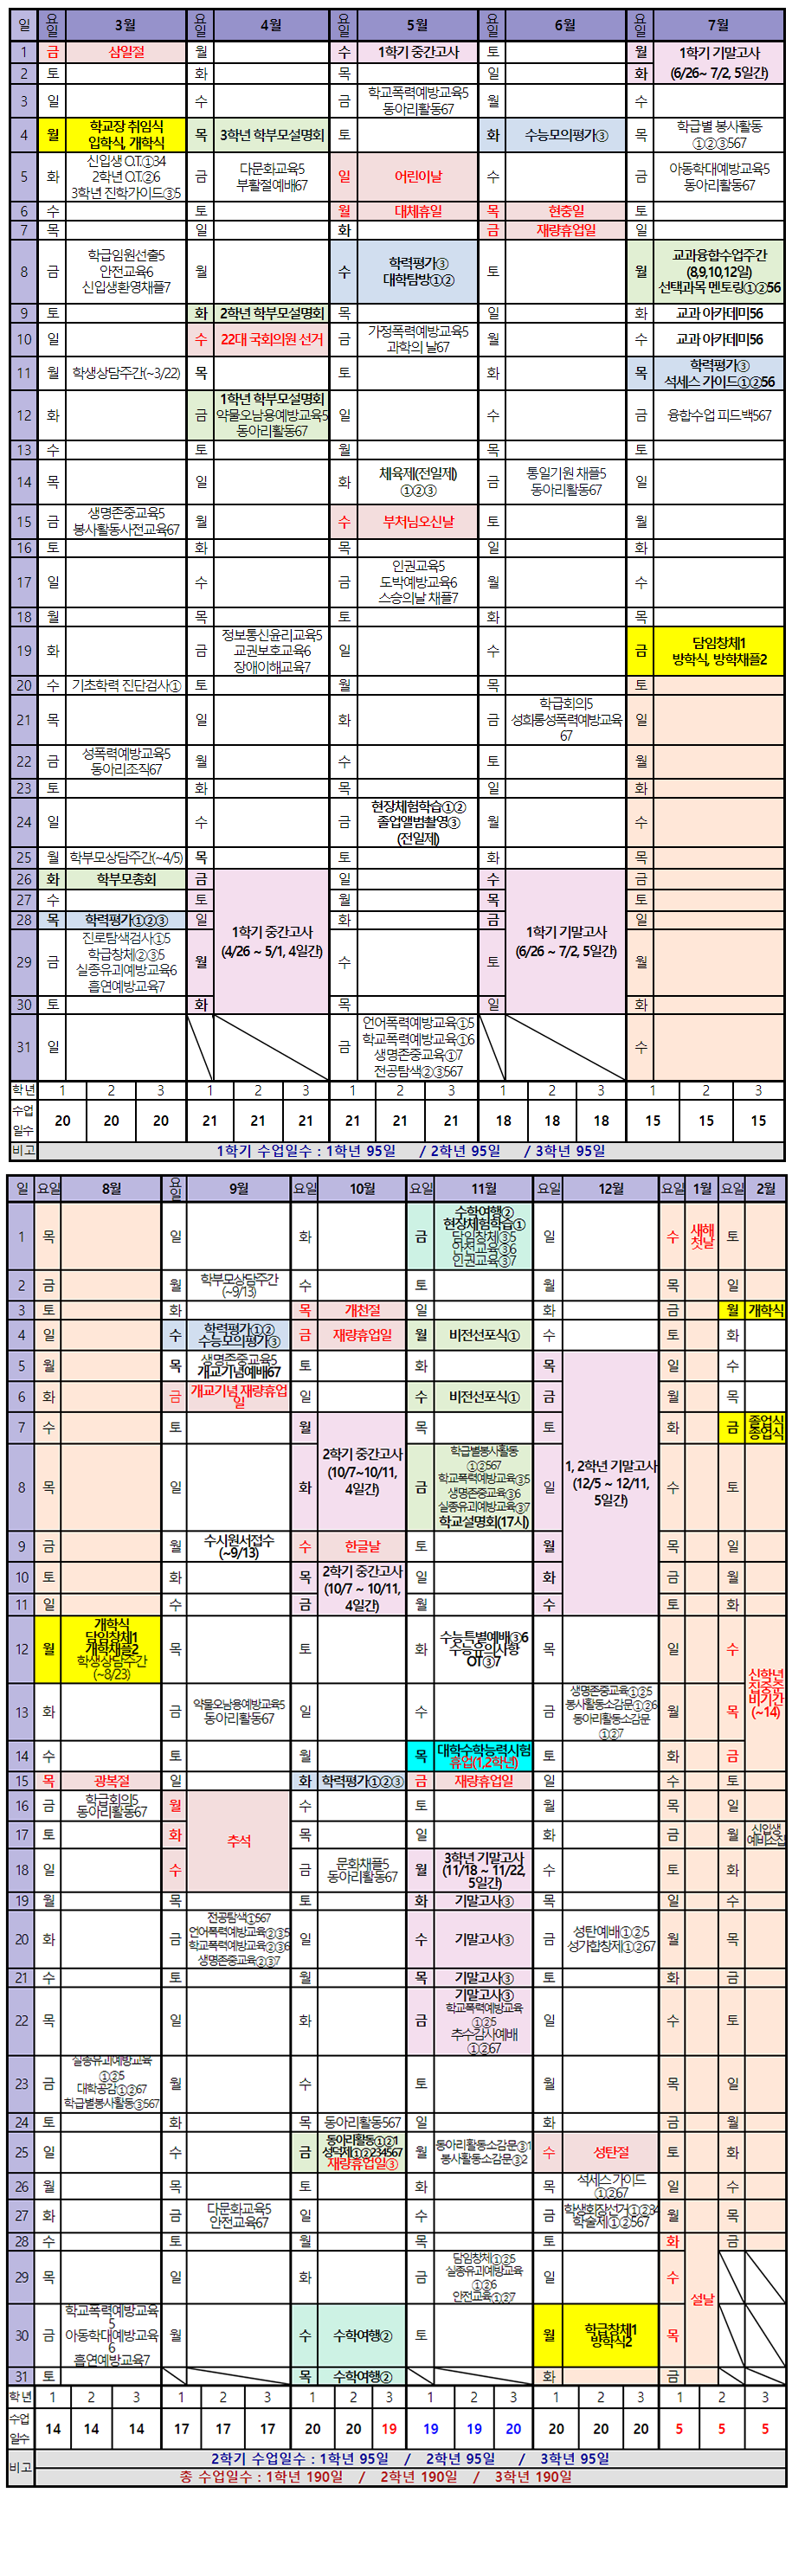 일 요일 3월 요일 4월 요일 5월 요일 6월 요일 7월
1 금 삼일절 월 수 1학기 중간고사 토 월 1학기 기말고사
2 토 화 목 일 화 (6/26~ 7/2, 5일간)
3 일 수 금 학교폭력예방교육5 월 수
동아리활동67
4 월 학교장 취임식 목 3학년 학부모설명회 토 화 수능모의평가③ 목 학급별 봉사활동
입학식, 개학식 ①②③567
5 화 신입생 O.T.①34 금 다문화교육5 일 어린이날 수 금 아동학대예방교육5
2학년 O.T.②6 부활절예배67 동아리활동67
3학년 진학가이드③5
6 수 토 월 대체휴일 목 현충일 토
7 목 일 화 금 재량휴업일 일
8 금 학급임원선출5 월 수 학력평가③ 토 월 교과융합수업주간
안전교육6 대학탐방①② (8,9,10,12일)
신입생환영채플7 선택과목 멘토링①②56
9 토 화 2학년 학부모설명회 목 일 화 교과 아카데미56
10 일 수 22대 국회의원 선거 금 가정폭력예방교육5 월 수 교과 아카데미56
과학의 날67
11 월 학생상담주간(~3/22) 목 토 화 목 학력평가③
석세스 가이드①②56
12 화 금 1학년 학부모설명회 일 수 금 융합수업 피드백567
약물오남용예방교육5
동아리활동67
13 수 토 월 목 토
14 목 일 화 체육제(전일제) 금 통일기원 채플5 일
①②③ 동아리활동67
15 금 생명존중교육5 월 수 부처님오신날 토 월
봉사활동사전교육67
16 토 화 목 일 화
17 일 수 금 인권교육5 월 수
도박예방교육6
스승의날 채플7
18 월 목 토 화 목
19 화 금 정보통신윤리교육5 일 수 금 담임창체1
교권보호교육6 방학식, 방학채플2
장애이해교육7
20 수 기초학력 진단검사① 토 월 목 토
21 목 일 화 금 학급회의5 일
성희롱성폭력예방교육
67
22 금 성폭력예방교육5 월 수 토 월
동아리조직67
23 토 화 목 일 화
24 일 수 금 현장체험학습①② 월 수
졸업앨범촬영③
(전일제)
25 월 학부모상담주간(~4/5) 목 토 화 목
26 화 학부모총회 금 일 수 금
27 수 토 월 목 토
28 목 학력평가①②③ 일 1학기 중간고사 화 금 1학기 기말고사 일
(4/26 ~ 5/1, 4일간) (6/26 ~ 7/2, 5일간)
29 금 진로탐색검사①5 월 수 토 월
학급창체②③5
실종유괴예방교육6
흡연예방교육7
30 토 화 목 일 화
31 일 금 언어폭력예방교육①5 수
학교폭력예방교육①6
생명존중교육①7
전공탐색②③567
학년 1 2 3 1 2 3 1 2 3 1 2 3 1 2 3
수업일수 20 20 20 21 21 21 21 21 21 18 18 18 15 15 15
비고 1학기 수업일수 : 1학년 95일 / 2학년 95일 / 3학년 95일
일 요일 8월 요일 9월 요일 10월 요일 11월 요일 12월 요일 1월 요일 2월
1 목 일 화 금 수학여행② 일 수 새해 토
현장체험학습① 첫날
담임창체③5
안전교육③6
인권교육③7
2 금 월 학부모상담주간 수 토 월 목 일
(~9/13)
3 토 화 목 개천절 일 화 금 월 개학식
4 일 수 학력평가①② 금 재량휴업일 월 비전선포식① 수 토 화
수능모의평가③
5 월 목 생명존중교육5 토 화 목 일 수
개교기념예배67
6 화 금 개교기념 재량휴업 일 수 비전선포식① 금 월 목
일
7 수 토 월 목 토 화 금 종업식
졸업식
2학기 중간고사
(10/7~10/11,
4일간)
8 목 일 화 금 학급별봉사활동 일 수 토
①②567
학교폭력예방교육③5
생명존중교육③6
실종유괴예방교육③7
학교설명회(17시)
1, 2학년 기말고사
(12/5 ~ 12/11,
5일간)
9 금 월 수시원서접수 수 한글날 토 월 목 일
(~9/13)
10 토 화 목 2학기 중간고사 일 화 금 월
(10/7 ~ 10/11,
11 일 수 금 4일간) 월 수 토 화
12 월 개학식 목 토 화 수능특별예배③6 목 일 수
담임창체1 수능유의사항
개학채플2 OT③7
학생상담주간
(~8/23)
신학년
집중준
비기간
(~14)
13 화 금 약물오남용예방교육5 일 수 금 생명존중교육①②5 월 목
동아리활동67 봉사활동소감문①②6
동아리활동소감문
①②7
14 수 토 월 목 대학수학능력시험 토 화 금
휴업(1,2학년)
15 목 광복절 일 화 학력평가①②③ 금 재량휴업일 일 수 토
16 금 학급회의5 월 수 토 월 목 일
동아리활동67
17 토 화 추석 목 일 화 금 월 신입생
예비소집
18 일 수 금 문화채플5 월 3학년 기말고사 수 토 화
동아리활동67 (11/18 ~ 11/22,
5일간)
19 월 목 토 화 기말고사③ 목 일 수
20 화 금 전공탐색①567 일 수 기말고사③ 금 성탄예배①②5 월 목
언어폭력예방교육②③5 성가합창제①②67
학교폭력예방교육②③6
생명존중교육②③7
21 수 토 월 목 기말고사③ 토 화 금
22 목 일 화 금 기말고사③ 일 수 토
학교폭력예방교육
①②5
추수감사예배
①②67
23 금 실종유괴예방교육 월 수 토 월 목 일
①②5
대학공감①②67
학급별봉사활동③567
24 토 화 목 동아리활동567 일 화 금 월
25 일 수 금 동아리활동①②1 월 동아리활동소감문③1 수 성탄절 토 화
성덕제①②234567 봉사활동소감문③2
재량휴업일③
26 월 목 토 화 목 석세스 가이드 일 수
①②67
27 화 금 다문화교육5 일 수 금 학생회장선거①②34 월 목
안전교육67 학술제①②567
28 수 토 월 목 토 화 금
29 목 일 화 금 담임창체①②5 일 수 설날
실종유괴예방교육
①②6
안전교육①②7
30 금 학교폭력예방교육 월 수 수학여행② 토 월 학급창체1 목
5 방학식2
아동학대예방교육
6
흡연예방교육7
31 토 목 수학여행② 화 금
학년 1 2 3 1 2 3 1 2 3 1 2 3 1 2 3 1 2 3
수업일수 14 14 14 17 17 17 20 20 19 19 19 20 20 20 20 5 5 5
비고 2학기 수업일수 : 1학년 95일 / 2학년 95일 / 3학년 95일
총 수업일수 : 1학년 190일 / 2학년 190일 / 3학년 190일